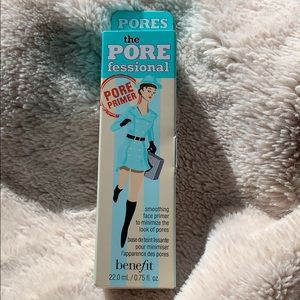 PORES
the
PORE
fessional
PORE
PRIMER
smoothing
face primer
to minimize the
look of pores
base de teint lissante
pour minimiser
l'apparence des pores
benefit
22.0 mL / 0.75 fl. oz.